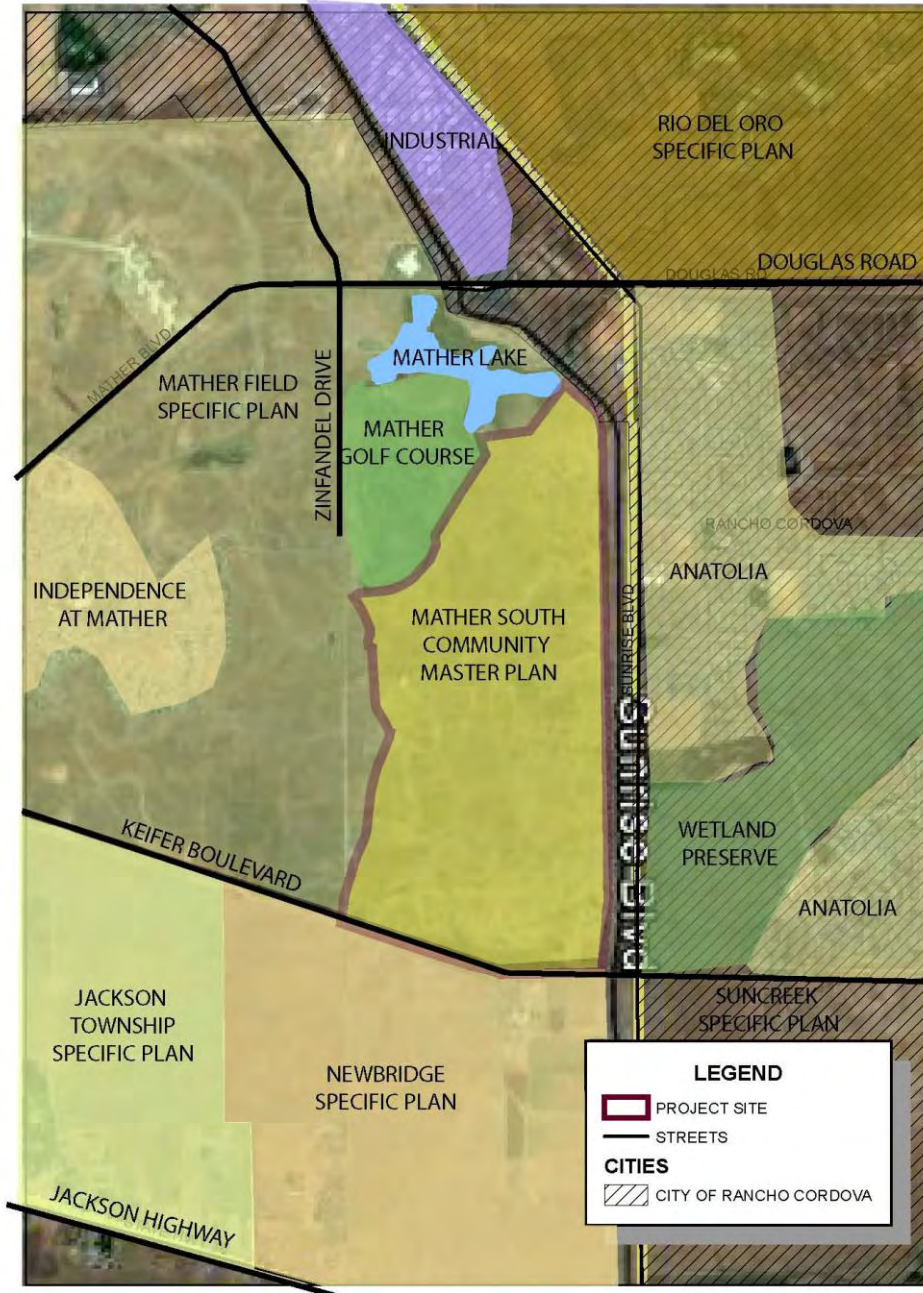 INDUSTRIAL
RIO DEL ORO
SPECIFIC PLAN
DOUGLAS ROAD
DOUGLAS RD
MATHER BLVD
MATHER LAKE
MATHER FIELD
SPECIFIC PLAN
ZINFANDEL DRIVE
MATHER
GOLF COURSE
RANCHO CORDOVA
ANATOLIA
INDEPENDENCE
AT MATHER
MATHER SOUTH
COMMUNITY
MASTER PLAN
SUNRISE BLVD
SUNRISE BLVD
KEIFER BOULEVARD
WETLAND
PRESERVE
ANATOLIA
JACKSON
TOWNSHIP
SPECIFIC PLAN
SUNCREEK
SPECIFIC PLAN
NEWBRIDGE
SPECIFIC PLAN
JACKSON HIGHWAY
LEGEND
PROJECT SITE
STREETS
CITIES
CITY OF RANCHO CORDOVA